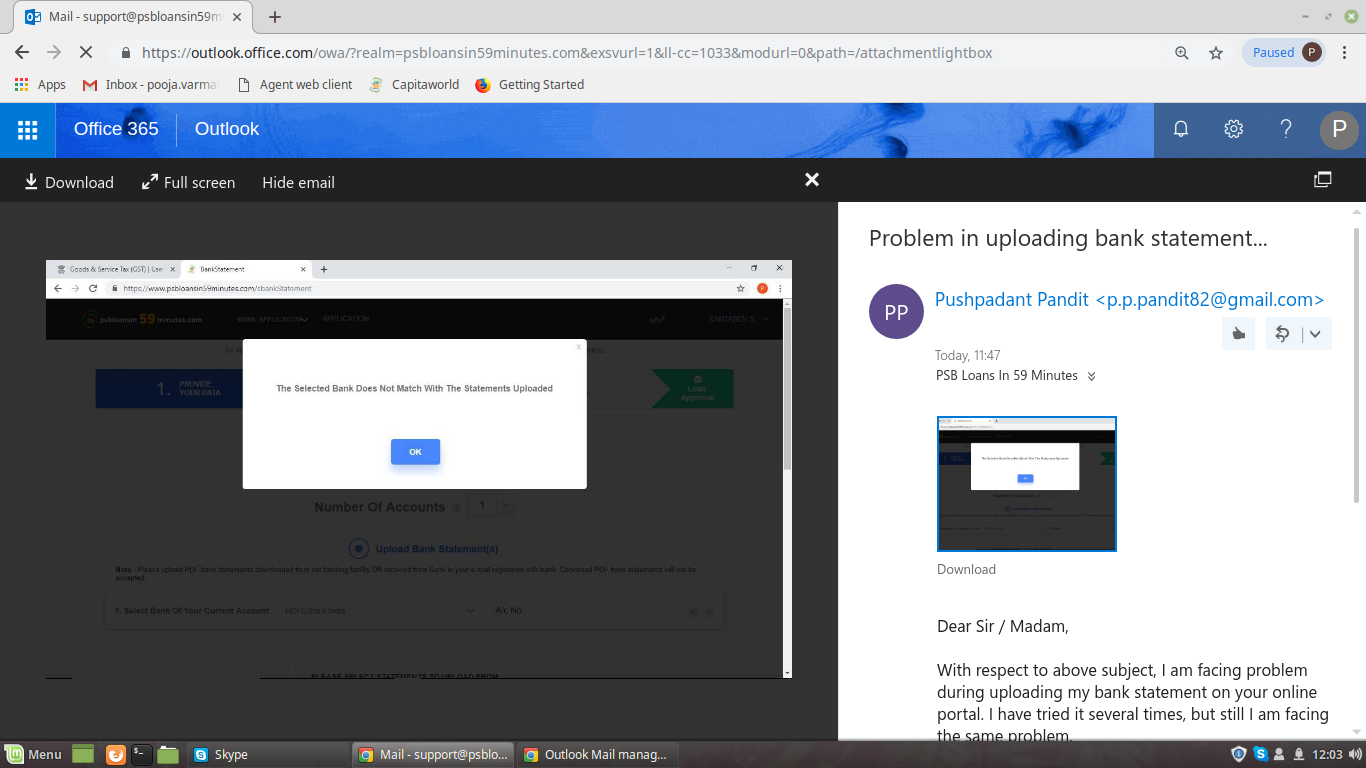 Mail - support@psbloansin59m
https://outlook.office.com/owa/?realm=psbloansin59minutes.com&exsvurl=1&ll-cc=1033&modurl=0&path=/attachmentlightbox
Paused P
Apps Inbox - pooja.varma Agent web client Capitaworld Getting Started
Office 365 Outlook P
Download Full screen Hide email
Problem in uploading bank statement...
PP
Pushpadant Pandit <p.p.pandit82@gmail.com>
Today, 11:47
PSB Loans In 59 Minutes
Download
Dear Sir / Madam,
With respect to above subject, I am facing problem
during uploading my bank statement on your online
portal. I have tried it several times, but still I am facing
the same problem.
Goods & Service Tax (GST) | Use BankStatement
https://www.psbloansin59minutes.com/sbankStatement
psbloansin 59 minutes.com APPLICATION KANTABEN S.
1. PROVIDE
YOUR DATA
Loan
Approval
The Selected Bank Does Not Match With The Statements Uploaded
OK
Number Of Accounts 1
Upload Bank Statement(s)
Note - Please upload PDF bank statements downloaded from net banking facility OR received from Bank in your e-mail registered with bank. Converted PDF bank statements will not be
accepted
1. Select Bank Of Your Current Account HDFC Bank India A/c No.:
PLEASE SELECT STATEMENTS TO UPLOAD FROM
Menu Skype Mail - support@psblo... Outlook Mail manag... 12:03